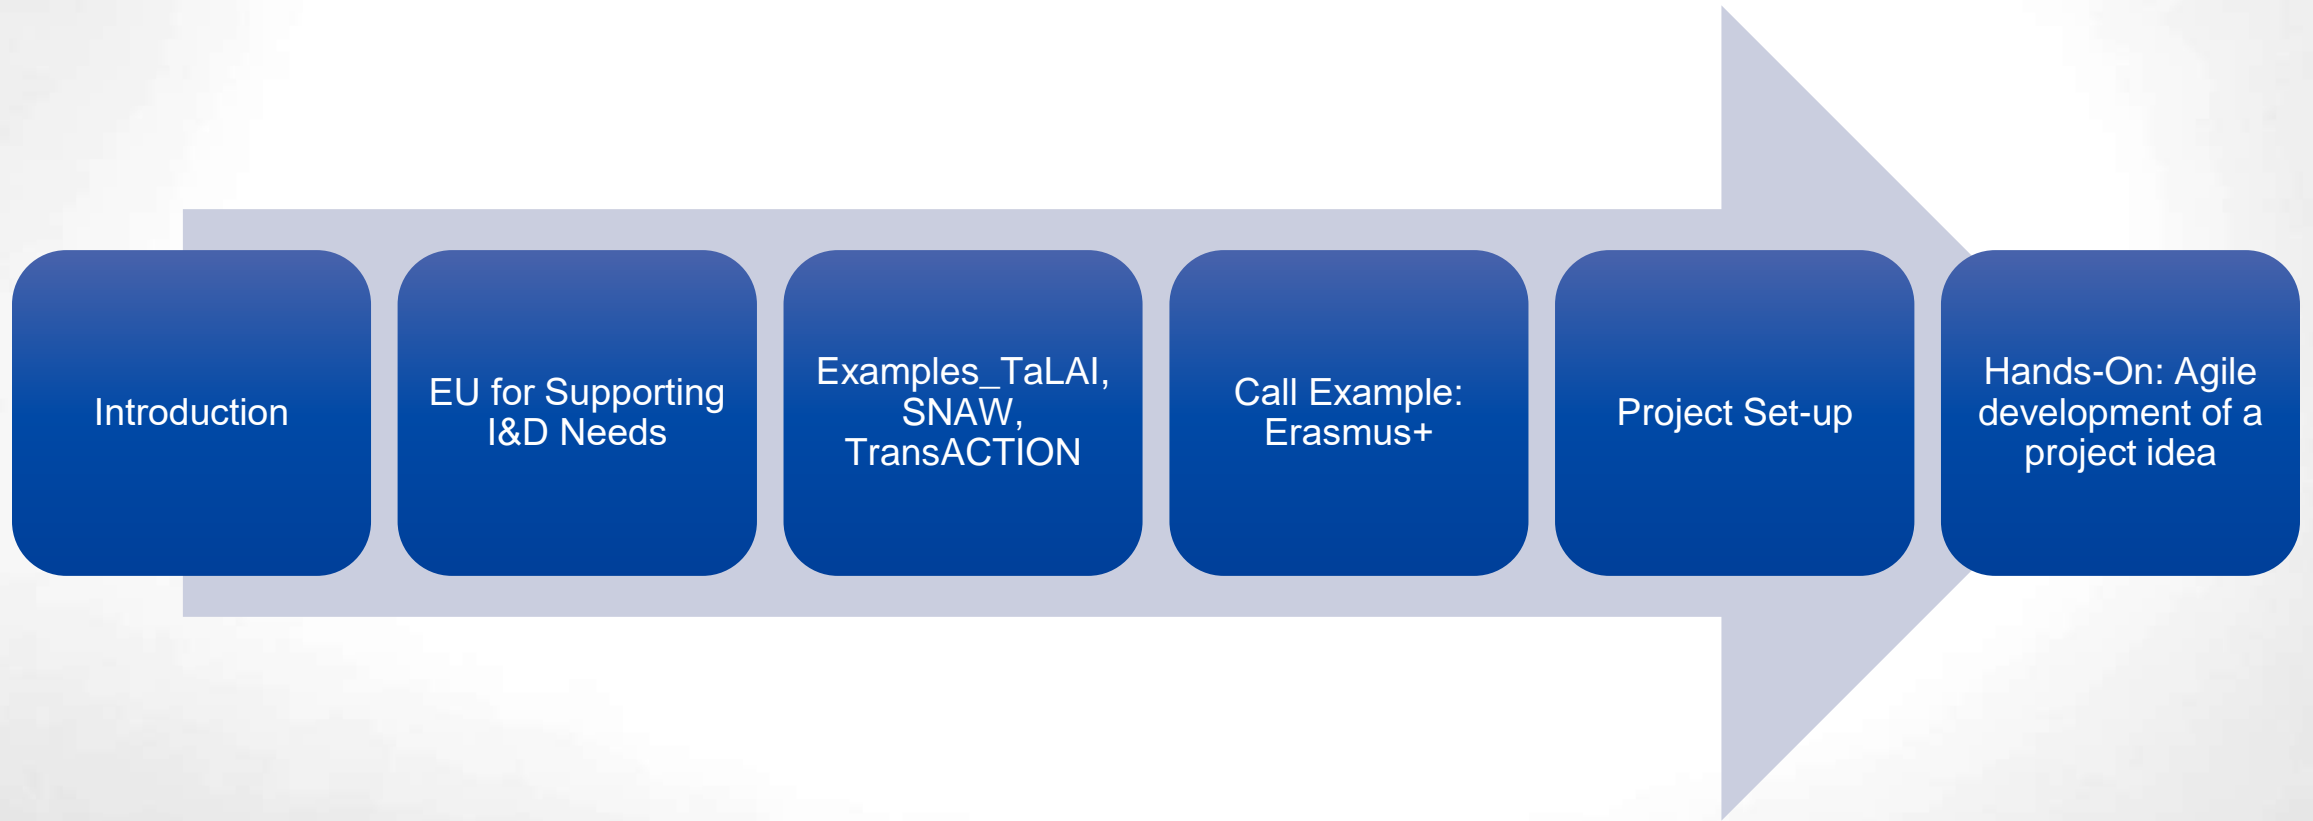 Introduction
EU for Supporting
I&D Needs
Examples_TaLAI,
SNAW,
TransACTION
Call Example:
Erasmus+
Project Set-up
Hands-On: Agile
development of a
project idea